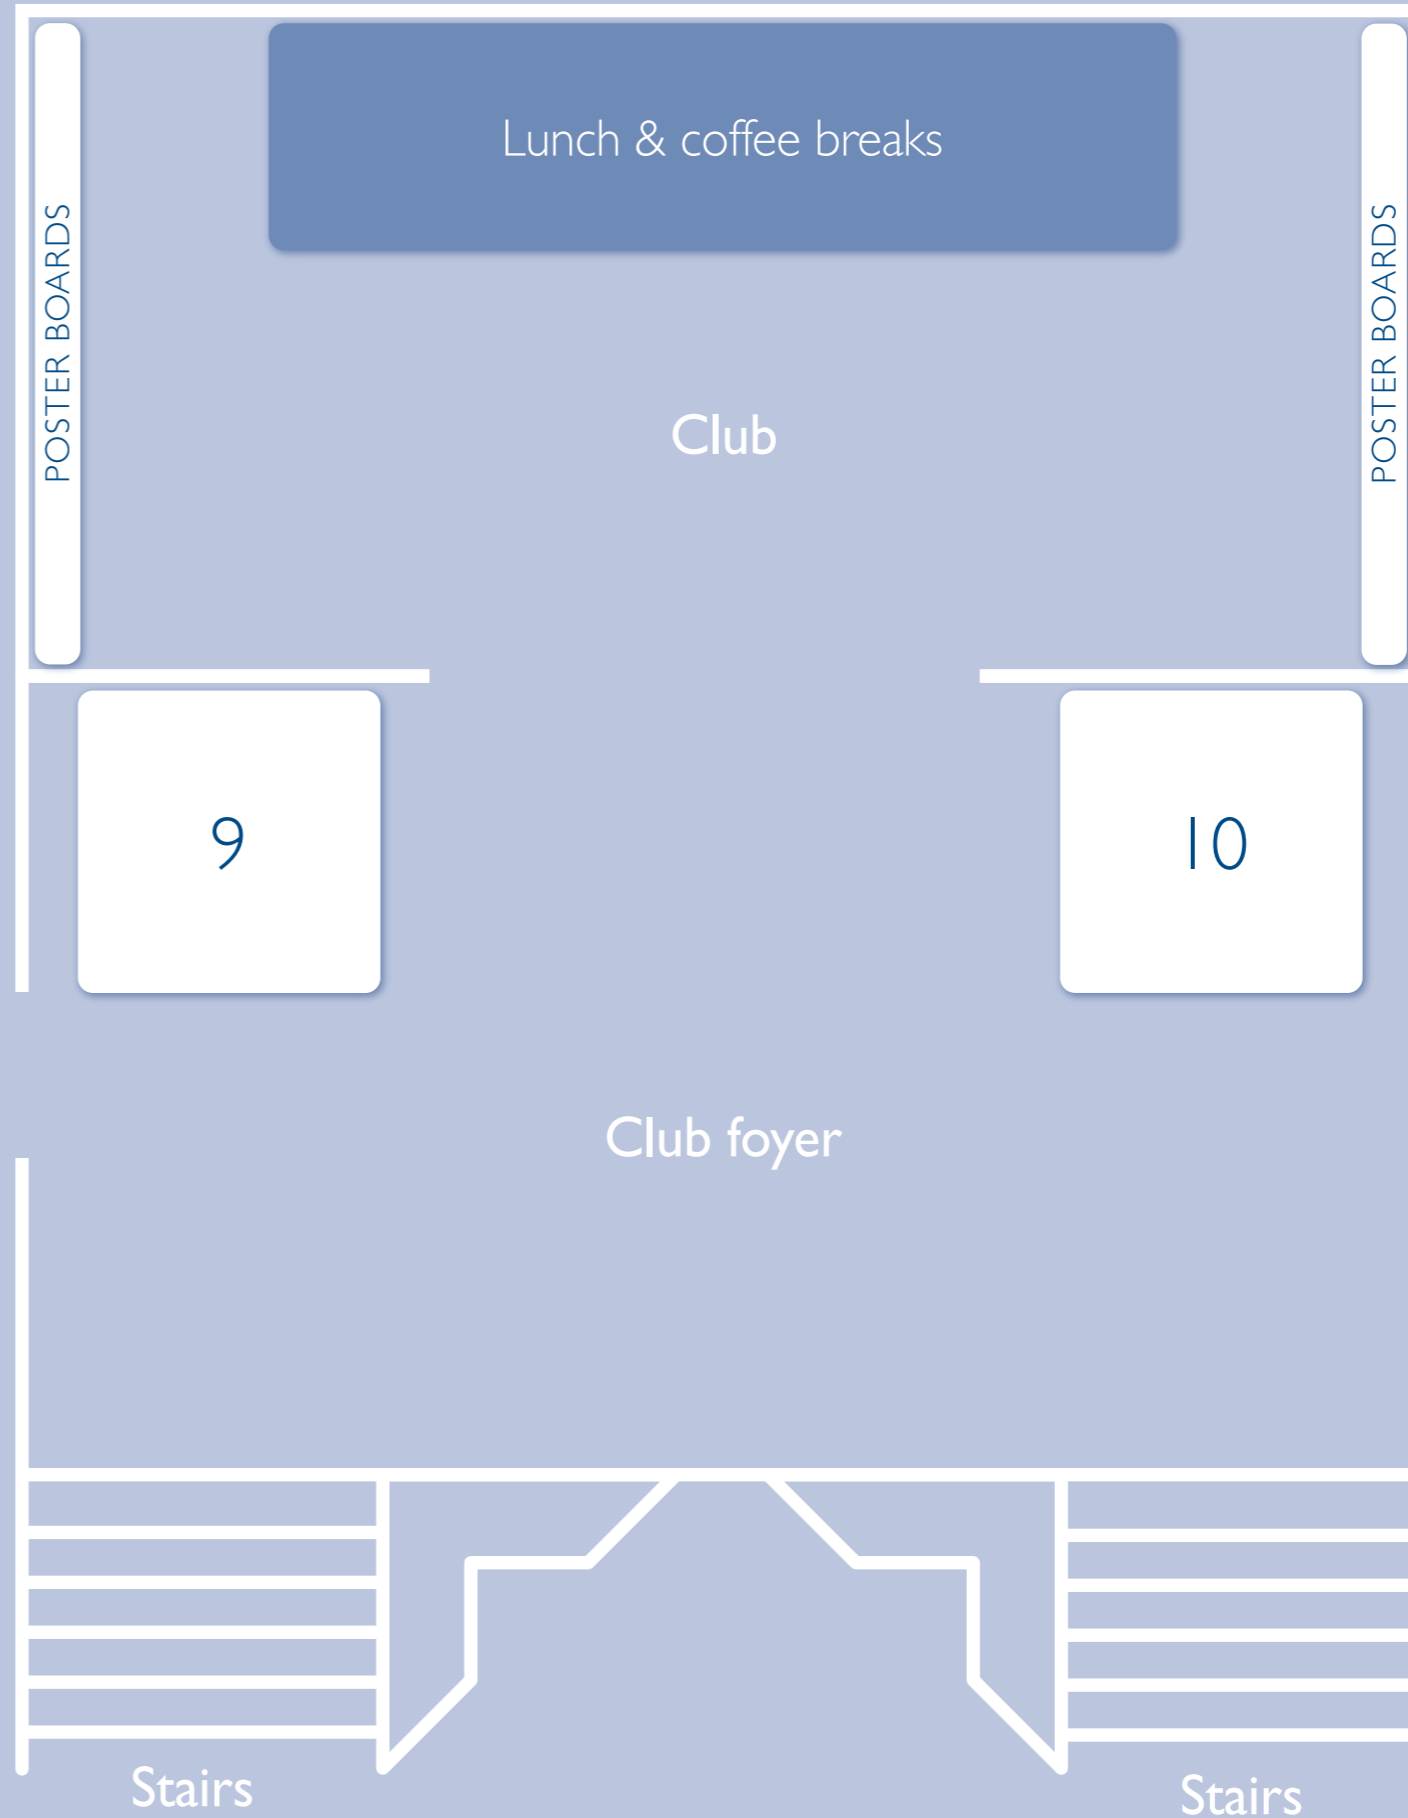 Lunch & coffee breaks
POSTER BOARDS
POSTER BOARDS
Club
9
10
Club foyer
Stairs
Stairs